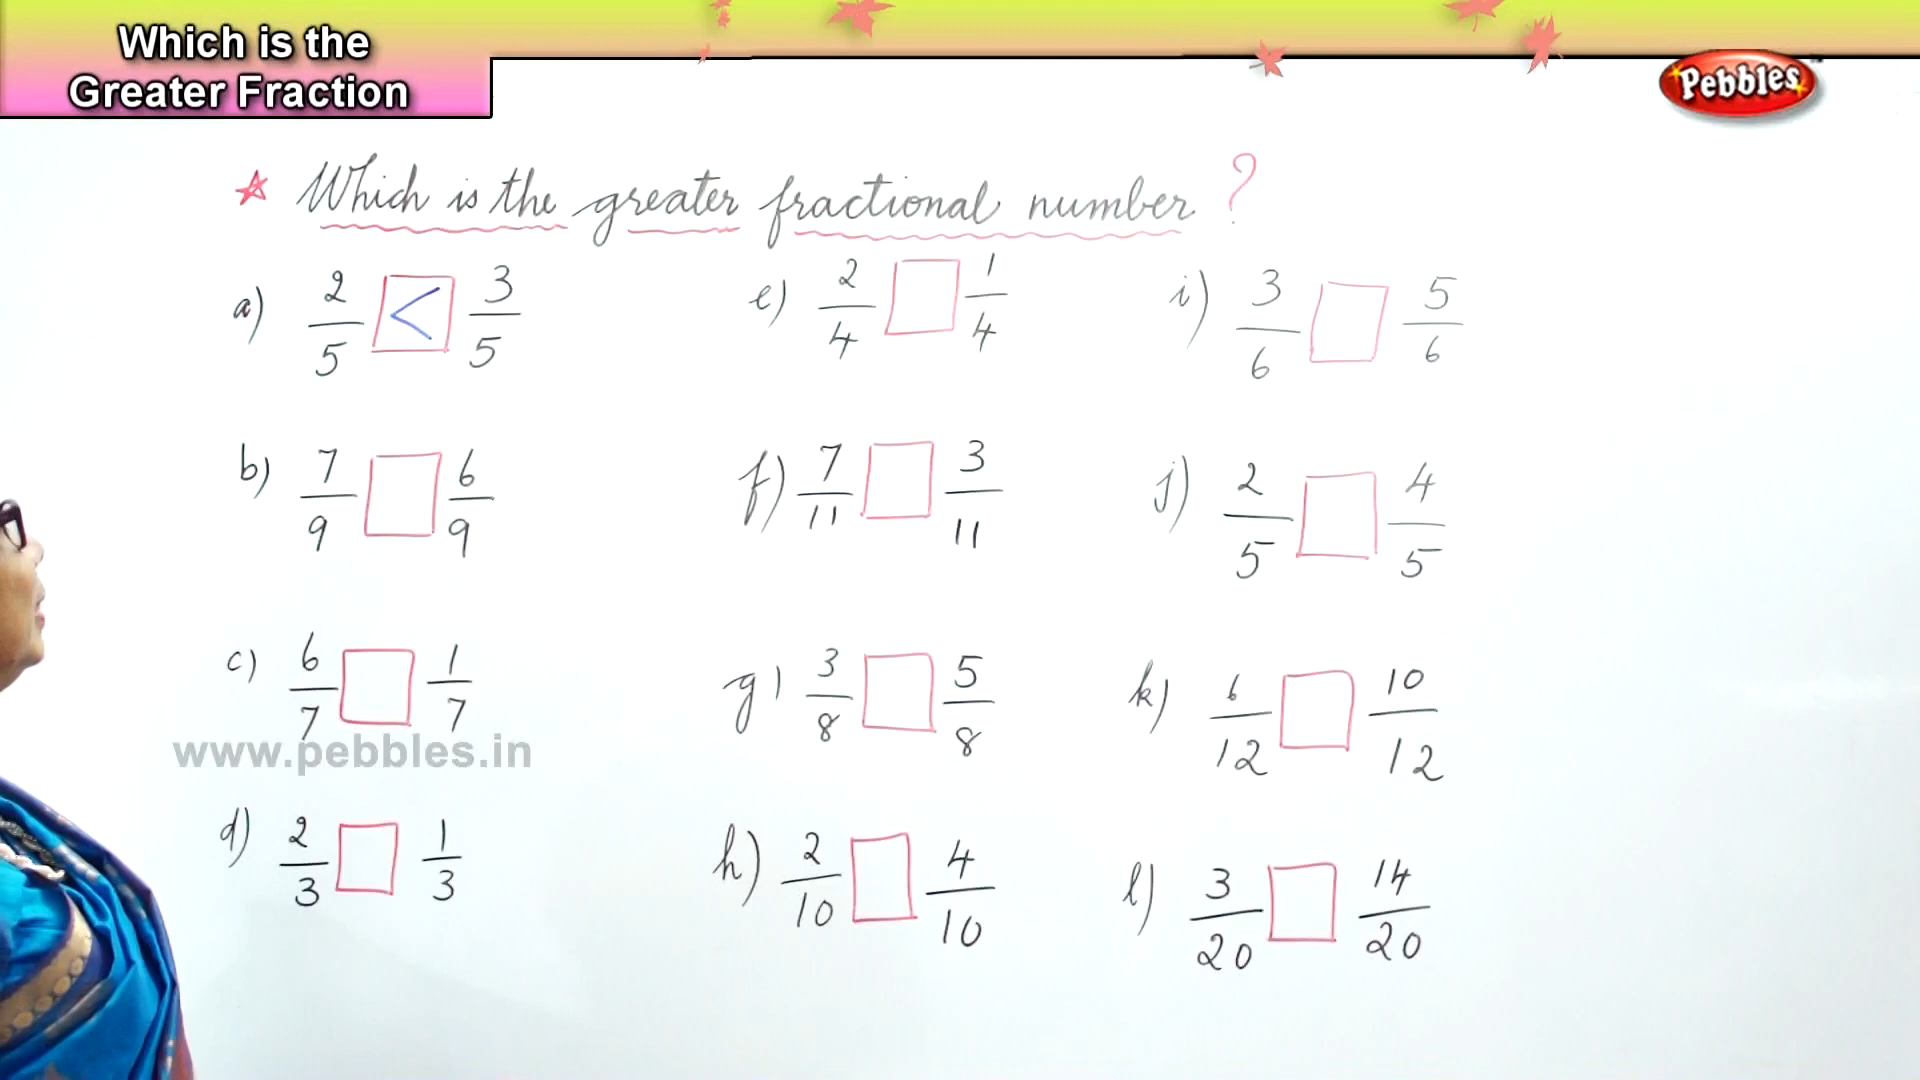 Which is the
Greater Fraction
Pebbles
Which is the greater fractional number ?
a) 2/5 < 3/5
e) 2/4 □ 1/4
i) 3/6 □ 5/6
b) 7/9 □ 6/9
f) 7/11 □ 3/11
j) 2/5 □ 4/5
c) 6/7 □ 1/7
g) 3/8 □ 5/8
k) 6/12 □ 10/12
www.pebbles.in
d) 2/3 □ 1/3
h) 2/10 □ 4/10
l) 3/20 □ 14/20